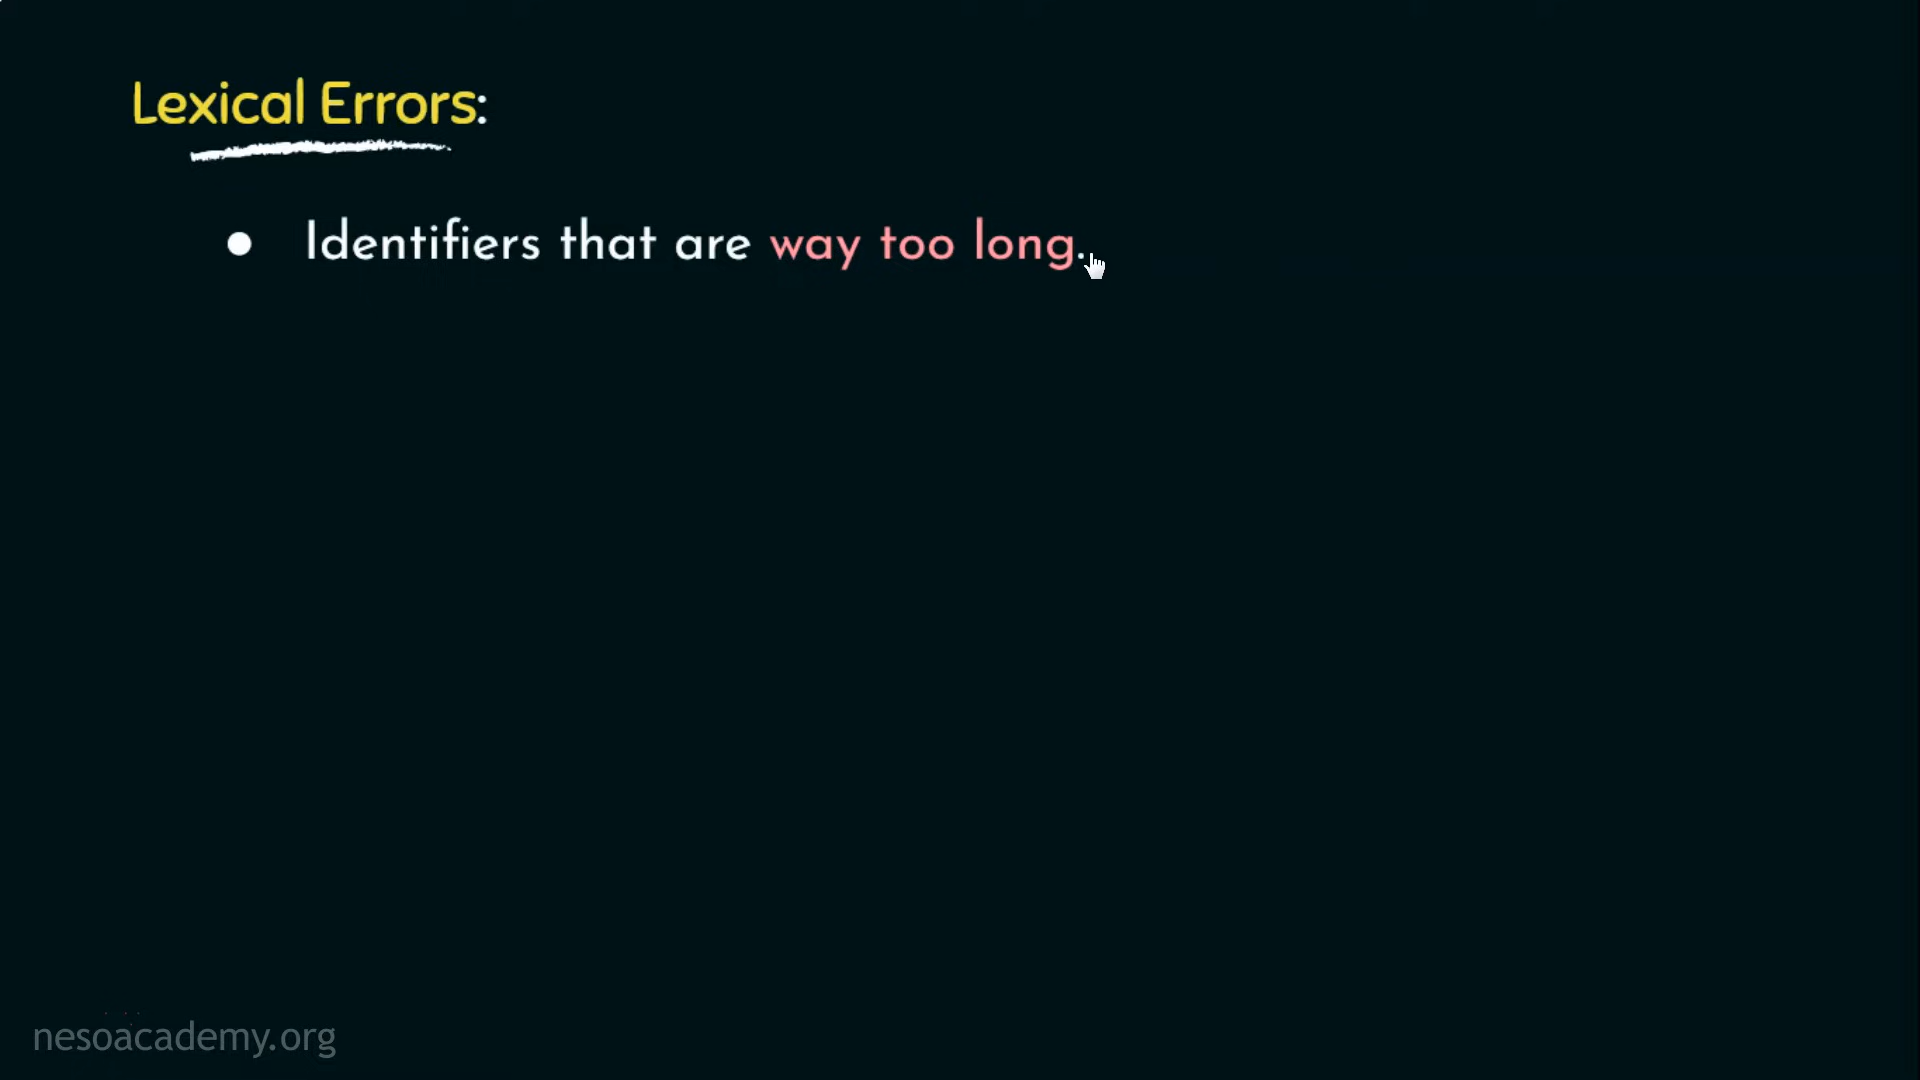 Lexical Errors:
● Identifiers that are way too long.
nesoacademy.org